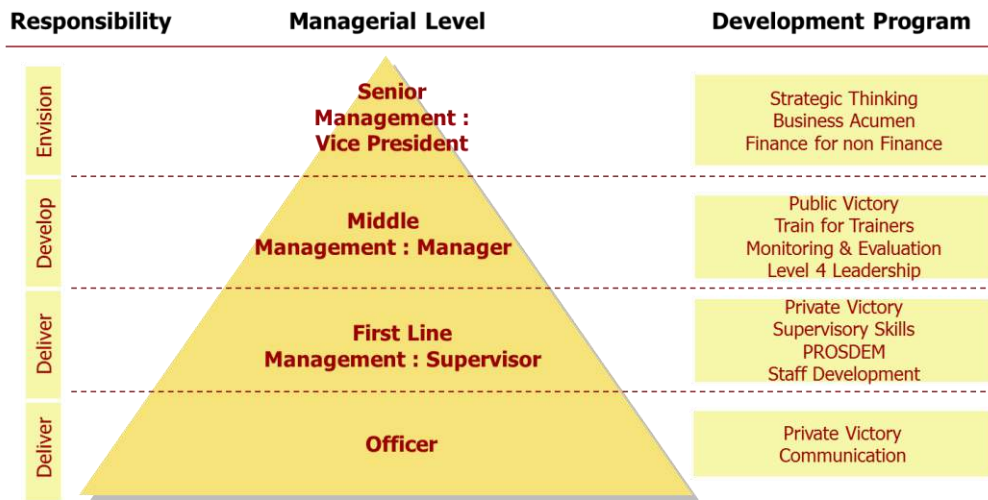 Responsibility
Managerial Level
Development Program
Envision
Senior
Management :
Vice President
Strategic Thinking
Business Acumen
Finance for non Finance
Develop
Middle
Management : Manager
Public Victory
Train for Trainers
Monitoring & Evaluation
Level 4 Leadership
Deliver
First Line
Management : Supervisor
Private Victory
Supervisory Skills
PROSDEM
Staff Development
Deliver
Officer
Private Victory
Communication